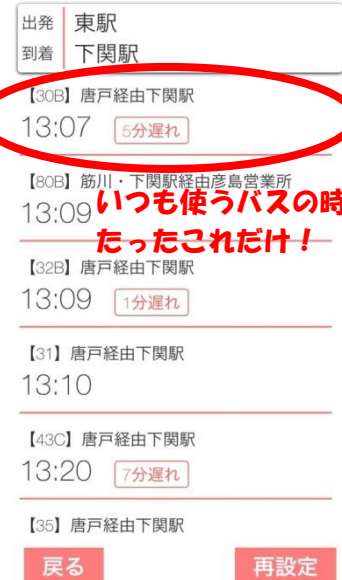 出発 東駅
到着 下関駅
【30B】唐戸経由下関駅
13:07 5分遅れ
【80B】筋川・下関駅経由彦島営業所
13:09
いつも使うバスの時
たったこれだけ！
【32B】唐戸経由下関駅
13:09 1分遅れ
【31】唐戸経由下関駅
13:10
【43C】唐戸経由下関駅
13:20 7分遅れ
【35】唐戸経由下関駅
戻る 再設定